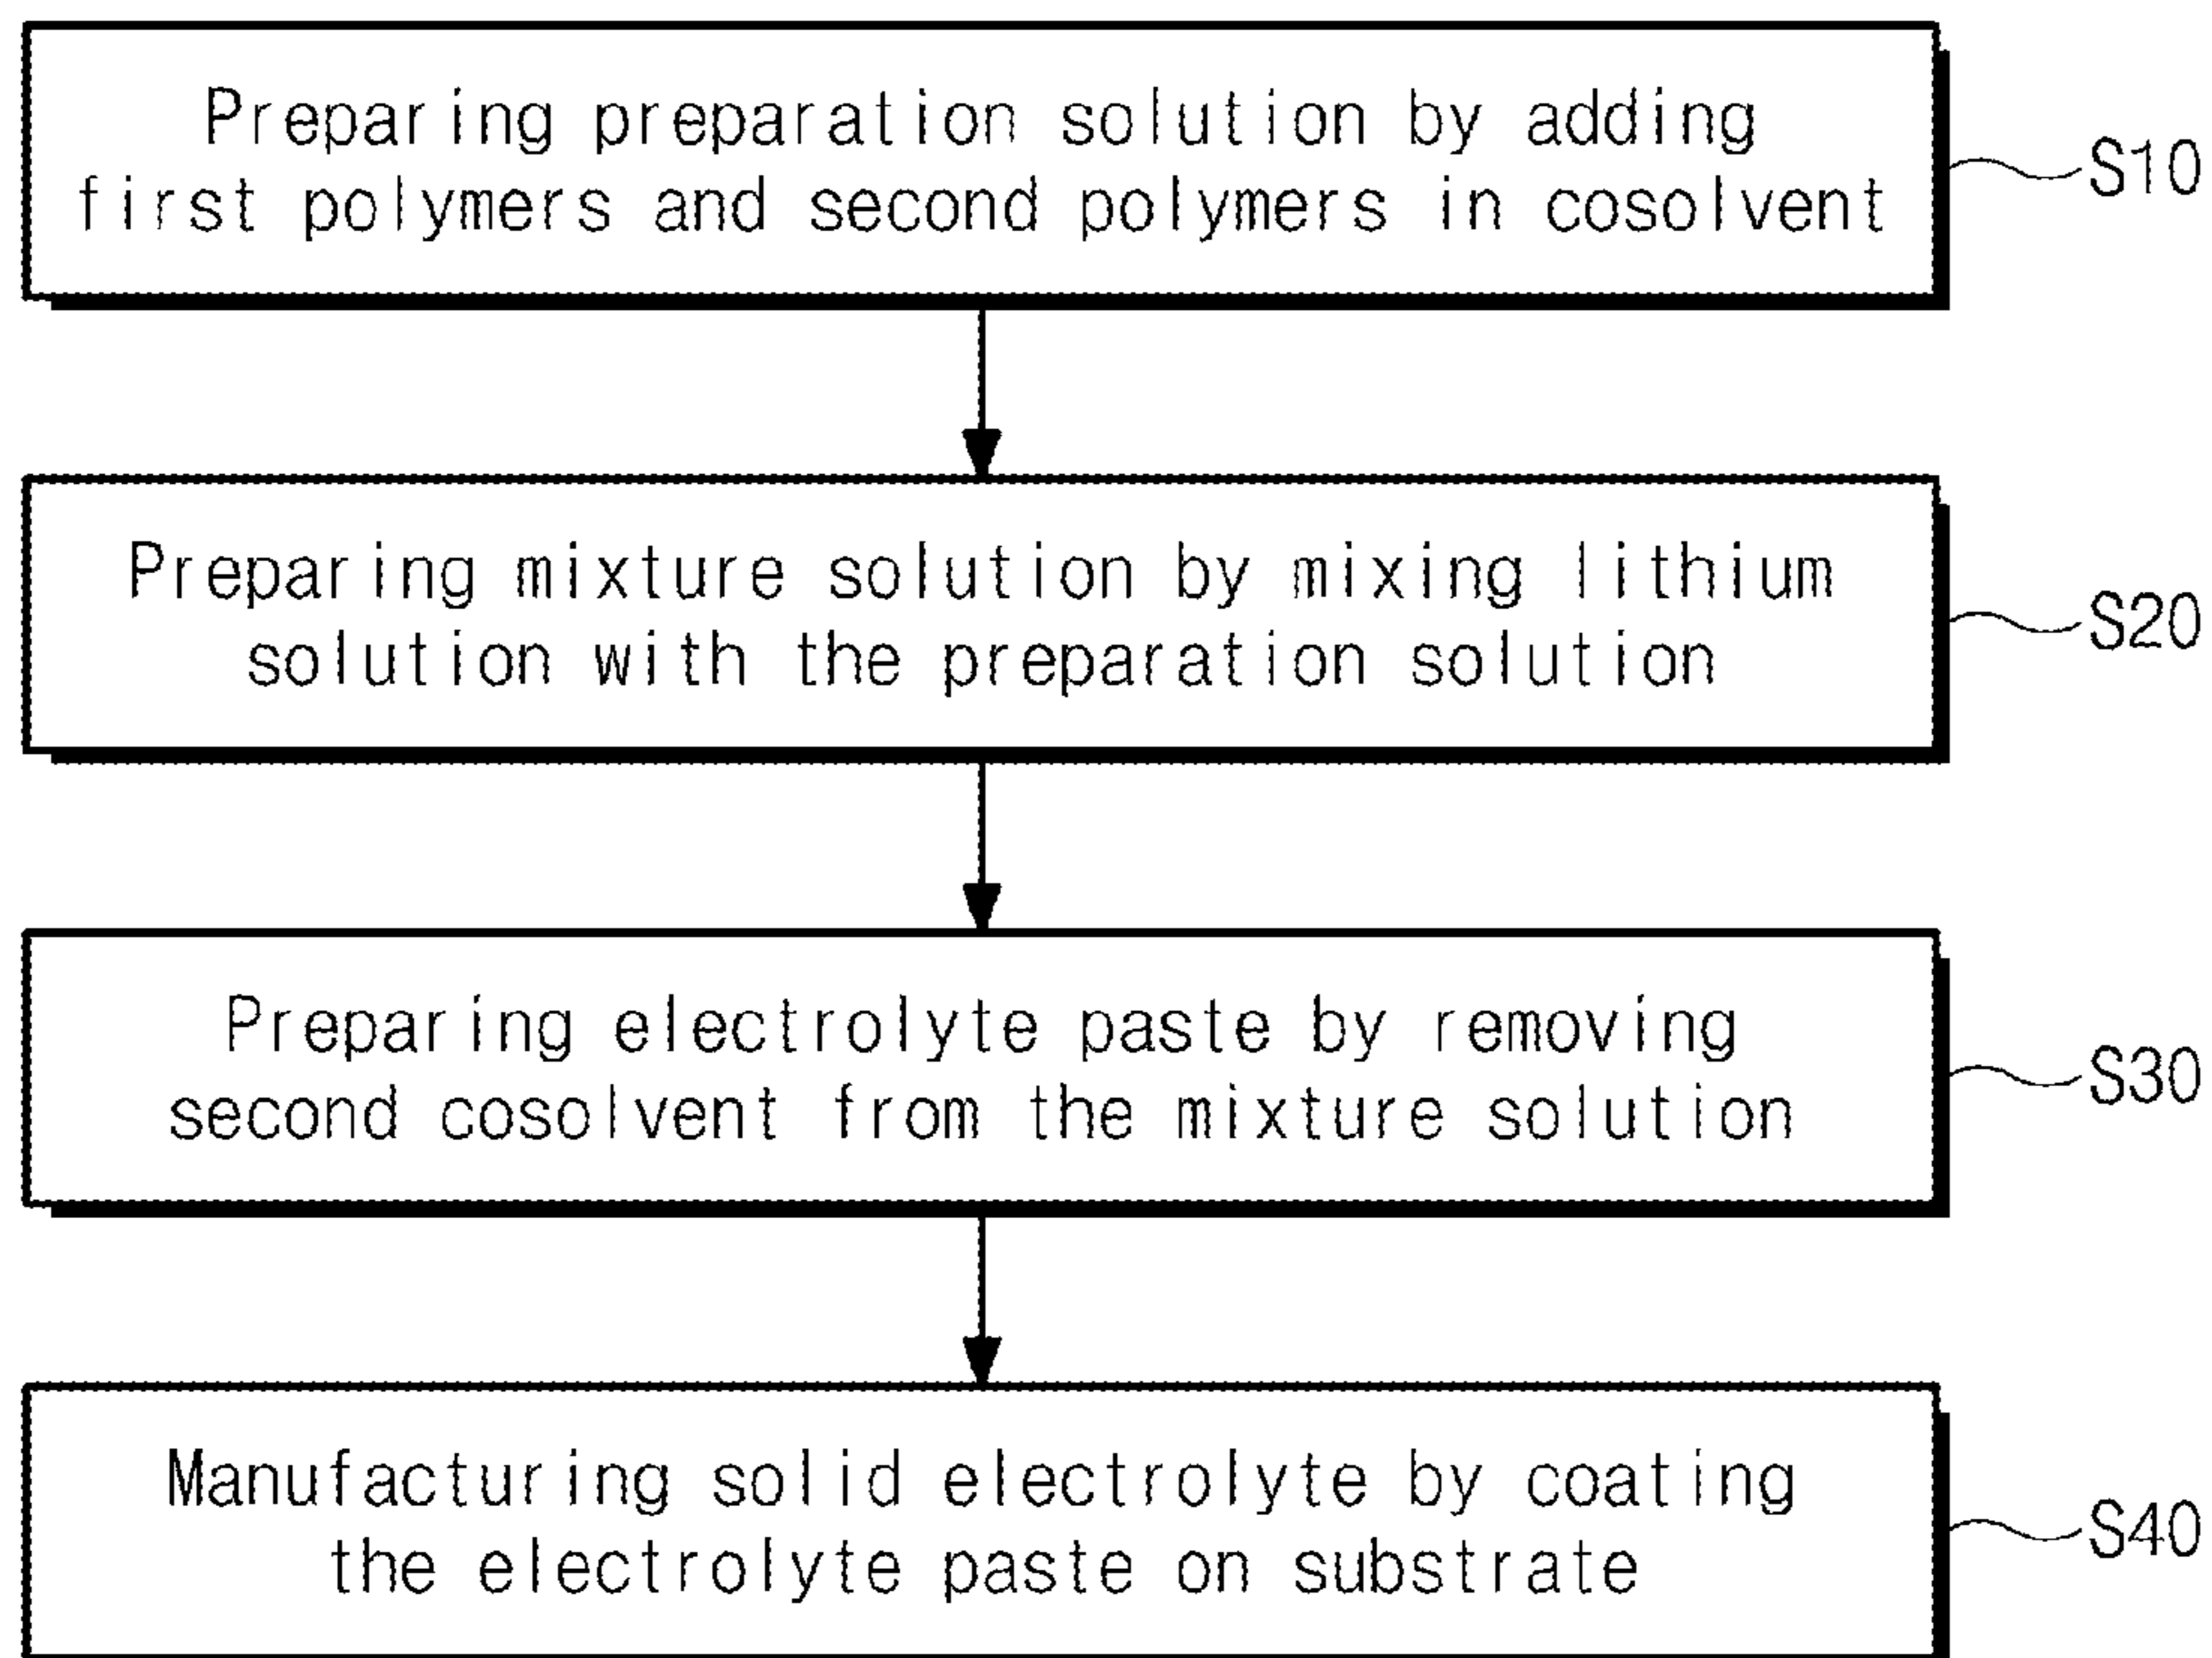 Preparing preparation solution by adding
first polymers and second polymers in cosolvent
S10
Preparing mixture solution by mixing lithium
solution with the preparation solution
S20
Preparing electrolyte paste by removing
second cosolvent from the mixture solution
S30
Manufacturing solid electrolyte by coating
the electrolyte paste on substrate
S40